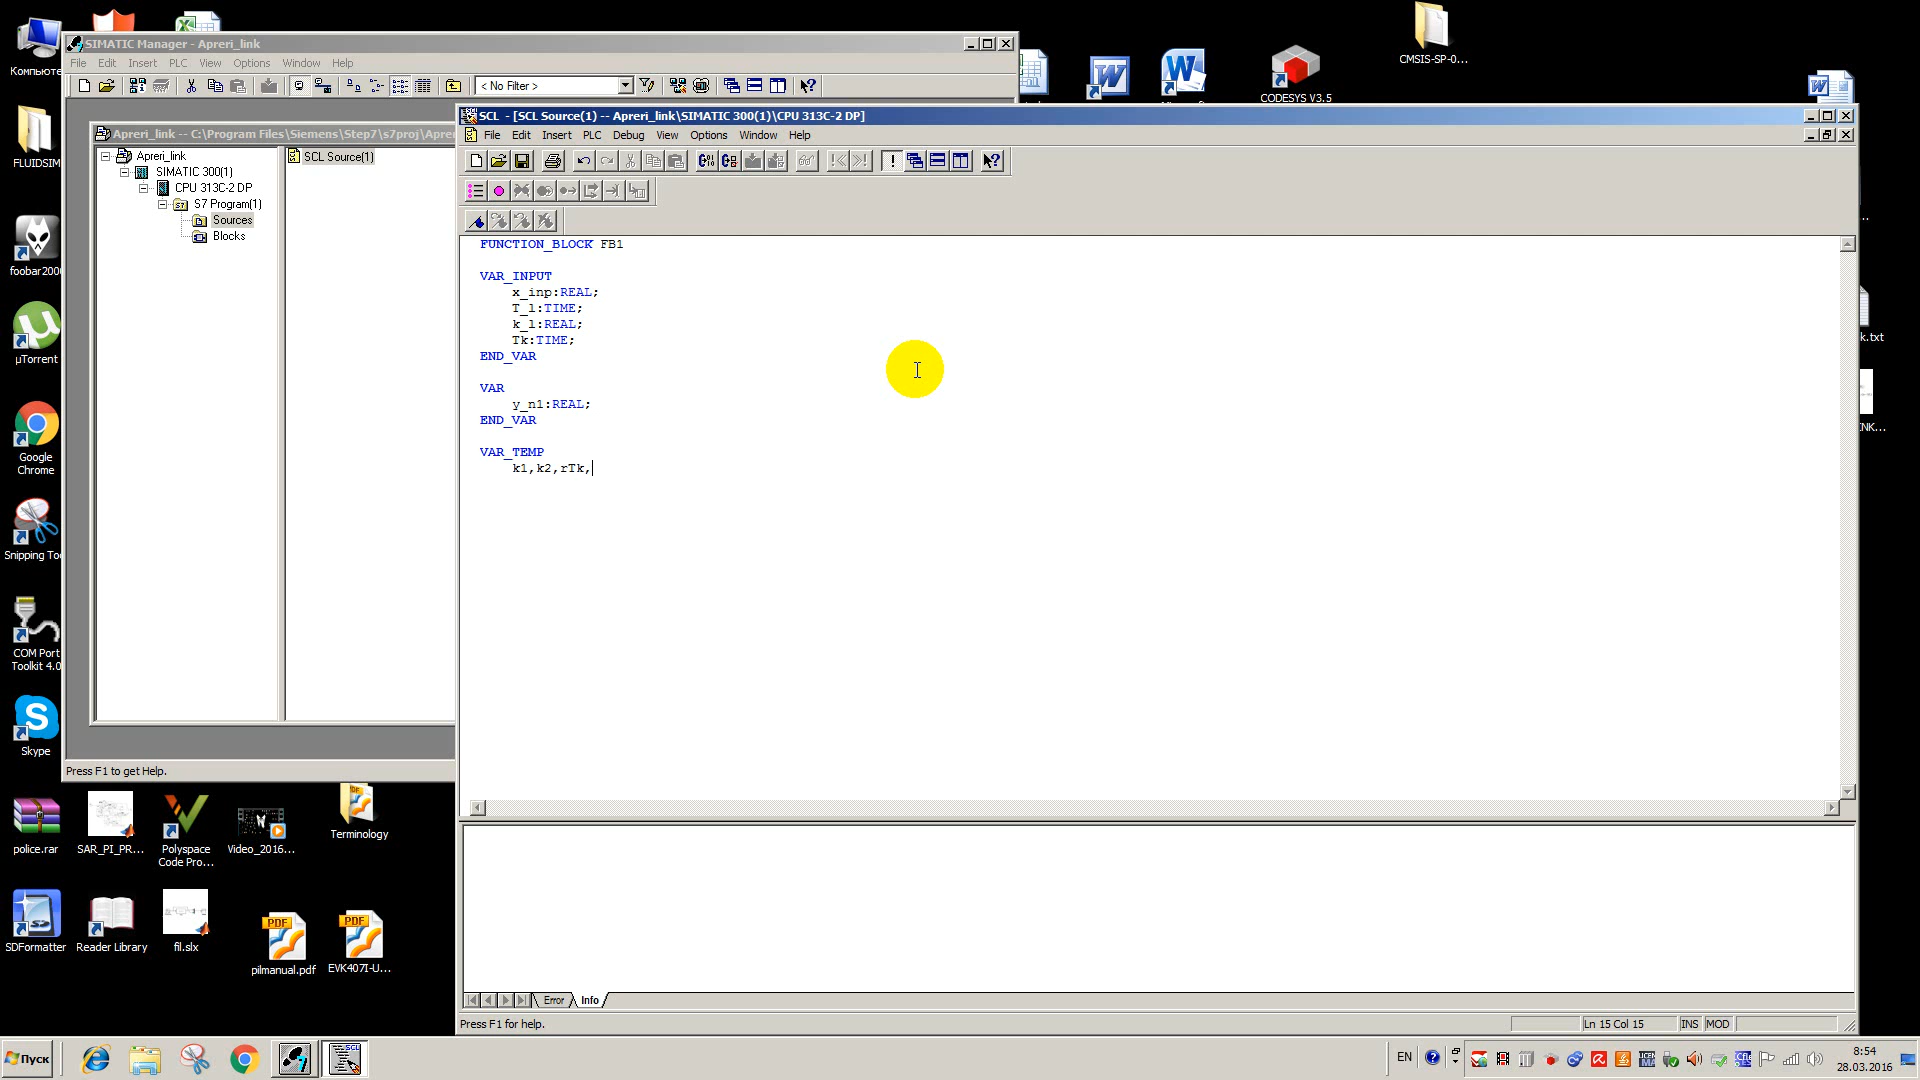 Компьюте
FLUIDSIM
foobar200
µTorrent
Google
Chrome
Snipping Too
COM Port
Toolkit 4.0
Skype
police.rar
SAR_PI_PR...
Polyspace
Code Pro...
Video_2016...
Terminology
SDFormatter
Reader Library
fil.slx
pilmanual.pdf
EVK407I-U...
CODESYS V3.5
CMSIS-SP-0...
k.txt
INK...
SIMATIC Manager - Apreri_link
File Edit Insert PLC View Options Window Help
< No Filter >
Apreri_link -- C:\Program Files\Siemens\Step7\s7proj\Aprer
Apreri_link
SIMATIC 300(1)
CPU 313C-2 DP
S7 Program(1)
Sources
Blocks
SCL Source(1)
Press F1 to get Help.
SCL - [SCL Source(1) -- Apreri_link\SIMATIC 300(1)\CPU 313C-2 DP]
File Edit Insert PLC View Debug Options Window Help
FUNCTION_BLOCK FB1
VAR_INPUT
x_inp:REAL;
T_l:TIME;
k_l:REAL;
Tk:TIME;
END_VAR
VAR
y_n1:REAL;
END_VAR
VAR_TEMP
k1,k2,rTk,
Error Info
Press F1 for help.
Ln 15 Col 15 INS MOD
Пуск
EN
8:54
28.03.2016